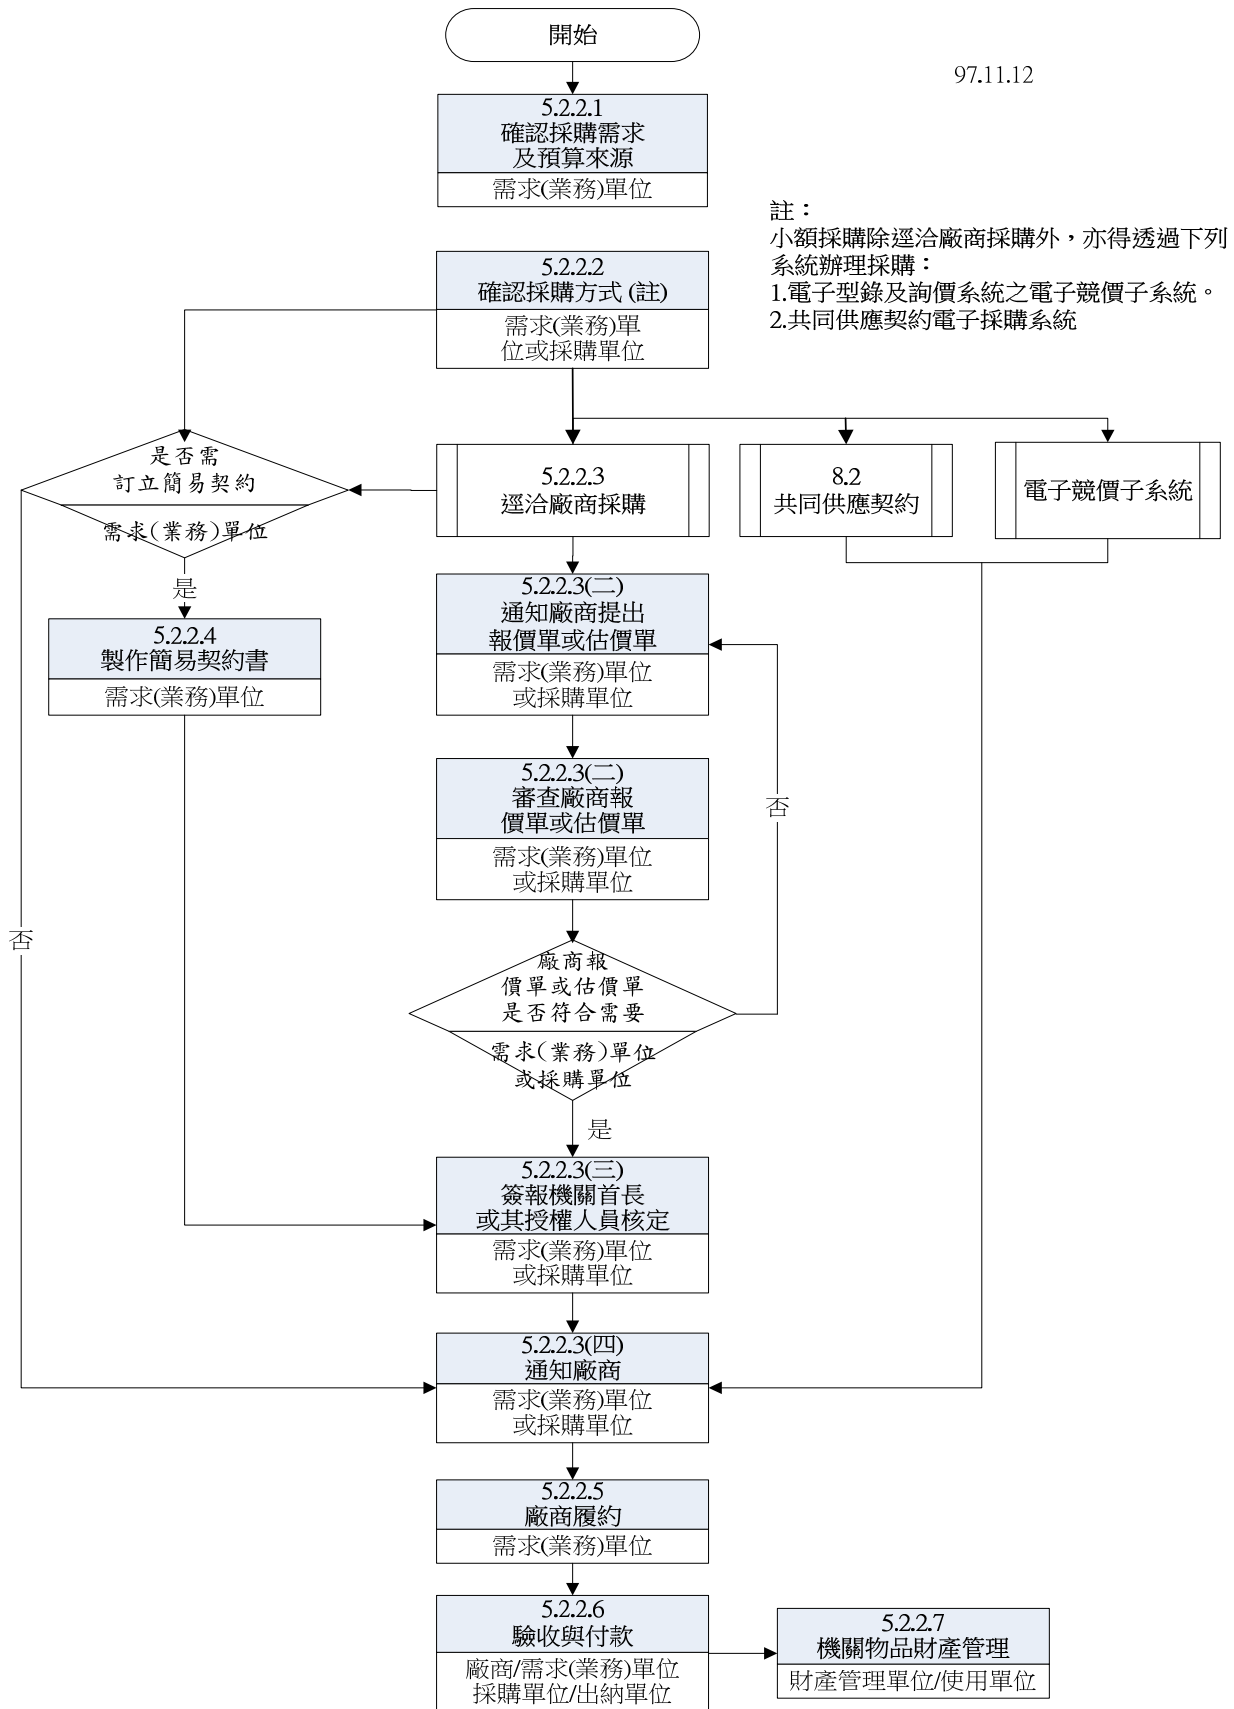 開始
97.11.12
5.2.2.1
確認採購需求
及預算來源
需求(業務)單位
註：
小額採購除逕洽廠商採購外，亦得透過下列
系統辦理採購：
1.電子型錄及詢價系統之電子競價子系統。
2.共同供應契約電子採購系統
5.2.2.2
確認採購方式 (註)
需求(業務)單
位或採購單位
是否需
訂立簡易契約
需求(業務)單位
5.2.2.3
逕洽廠商採購
8.2
共同供應契約
電子競價子系統
是
5.2.2.4
製作簡易契約書
需求(業務)單位
5.2.2.3(二)
通知廠商提出
報價單或估價單
需求(業務)單位
或採購單位
5.2.2.3(二)
審查廠商報
價單或估價單
需求(業務)單位
或採購單位
否
否
廠商報
價單或估價單
是否符合需要
需求(業務)單位
或採購單位
是
5.2.2.3(三)
簽報機關首長
或其授權人員核定
需求(業務)單位
或採購單位
5.2.2.3(四)
通知廠商
需求(業務)單位
或採購單位
5.2.2.5
廠商履約
需求(業務)單位
5.2.2.6
驗收與付款
廠商/需求(業務)單位
採購單位/出納單位
5.2.2.7
機關物品財產管理
財產管理單位/使用單位